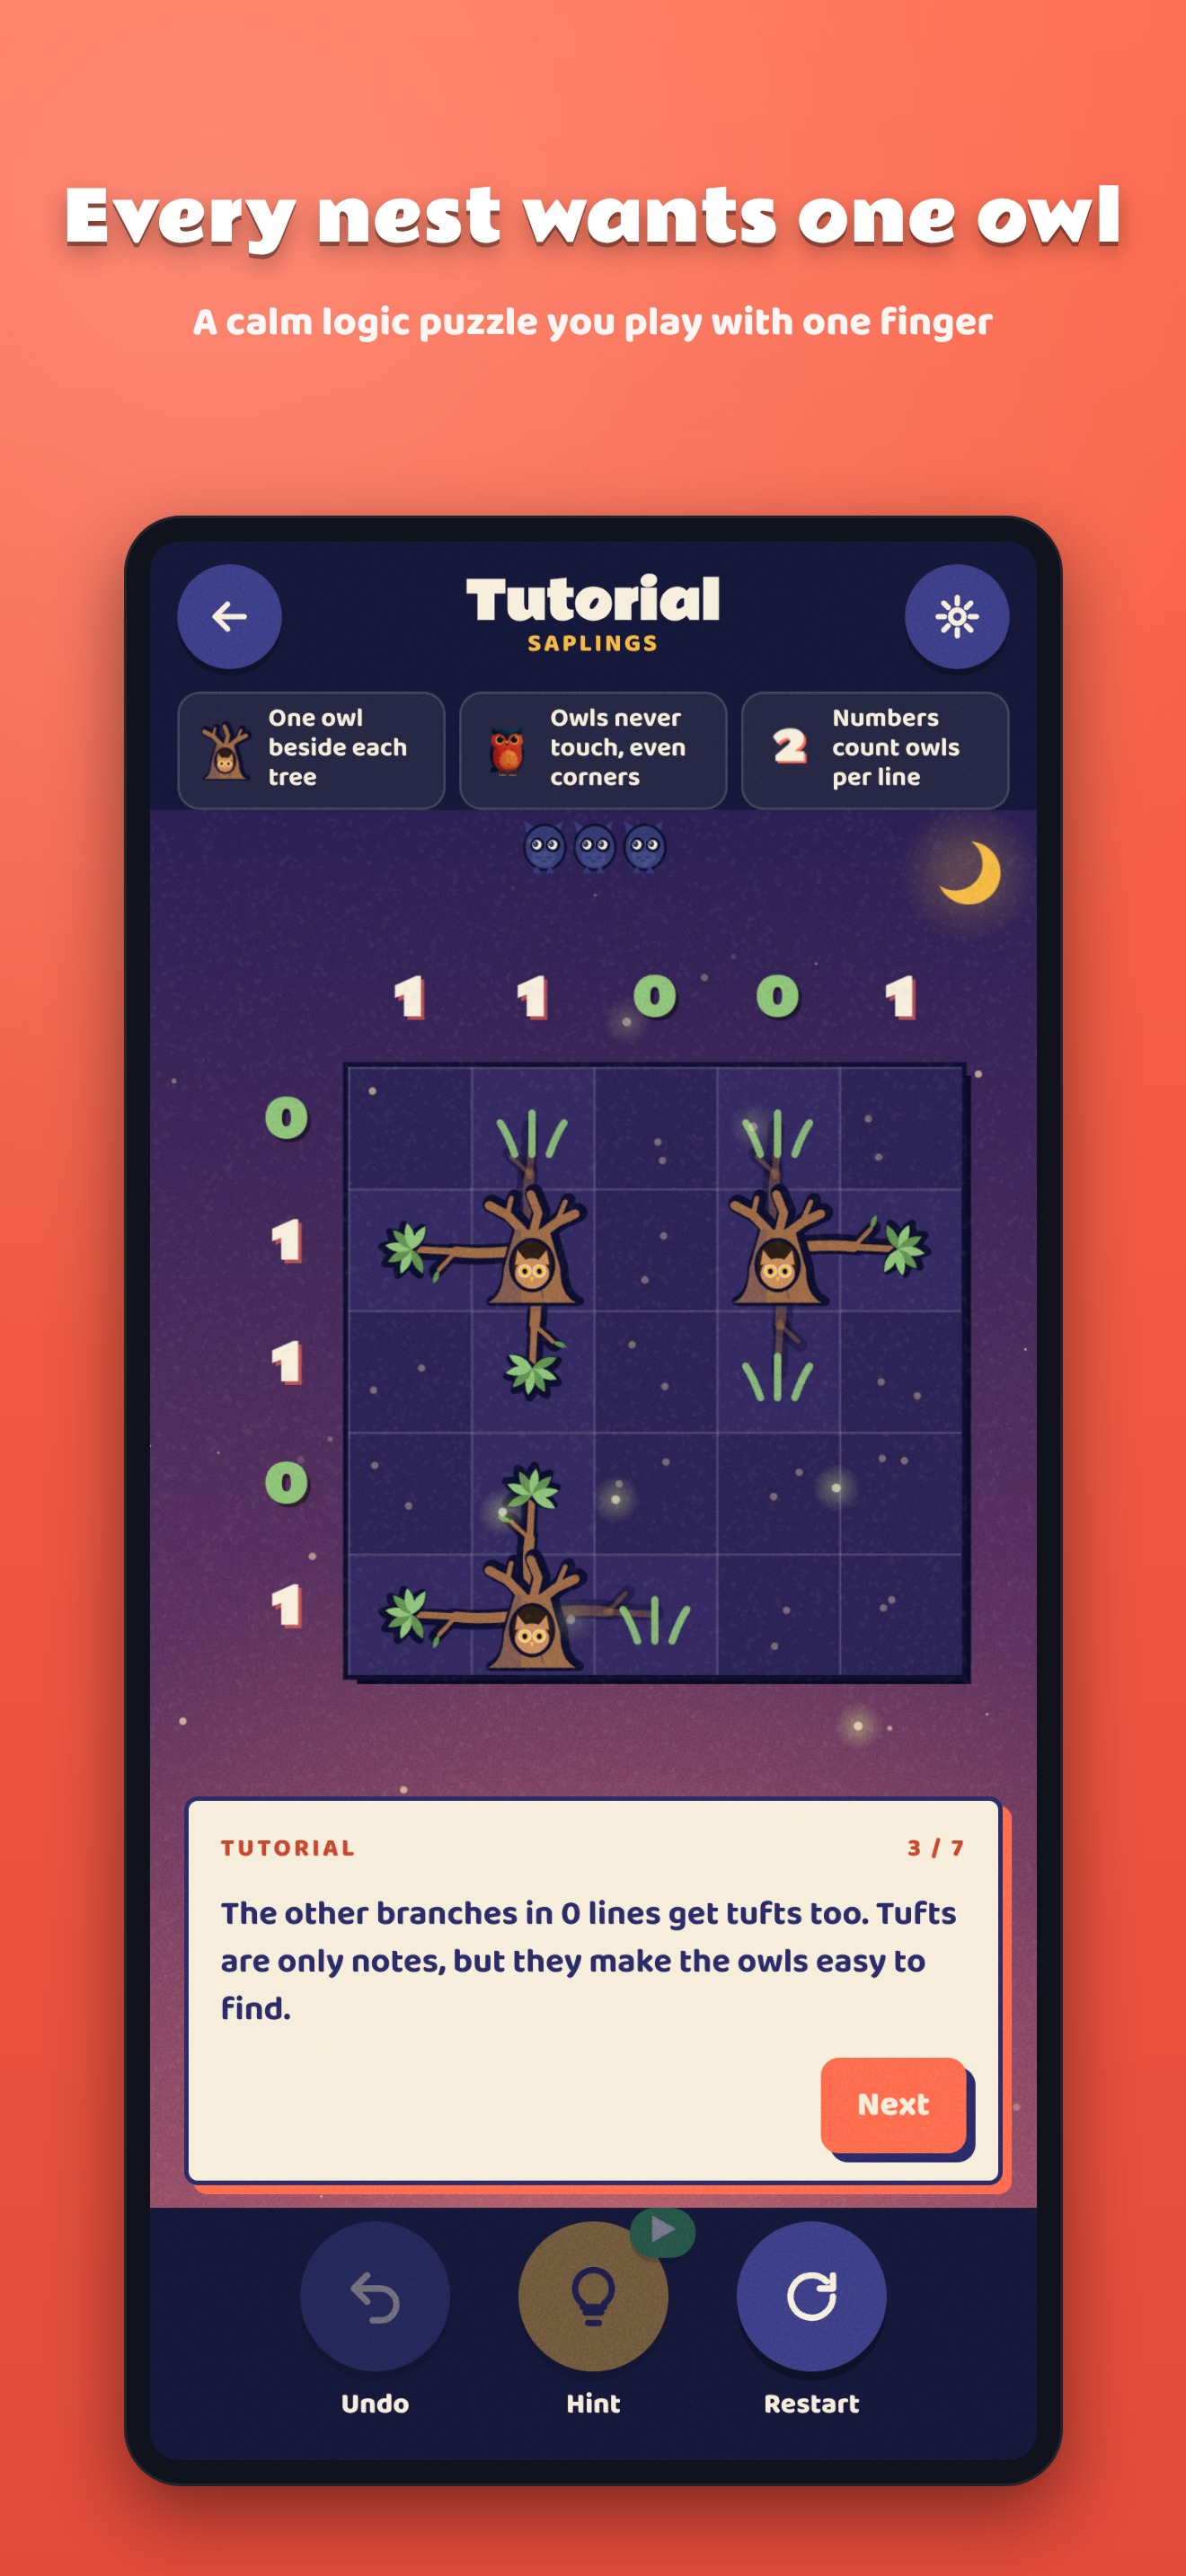 Every nest wants one owl
A calm logic puzzle you play with one finger
Tutorial
SAPLINGS
One owl
beside each
tree
Owls never
touch, even
corners
2
Numbers
count owls
per line
1 1 0 0 1
0
1
1
0
1
TUTORIAL 3 / 7
The other branches in 0 lines get tufts too. Tufts
are only notes, but they make the owls easy to
find.
Next
Undo Hint Restart